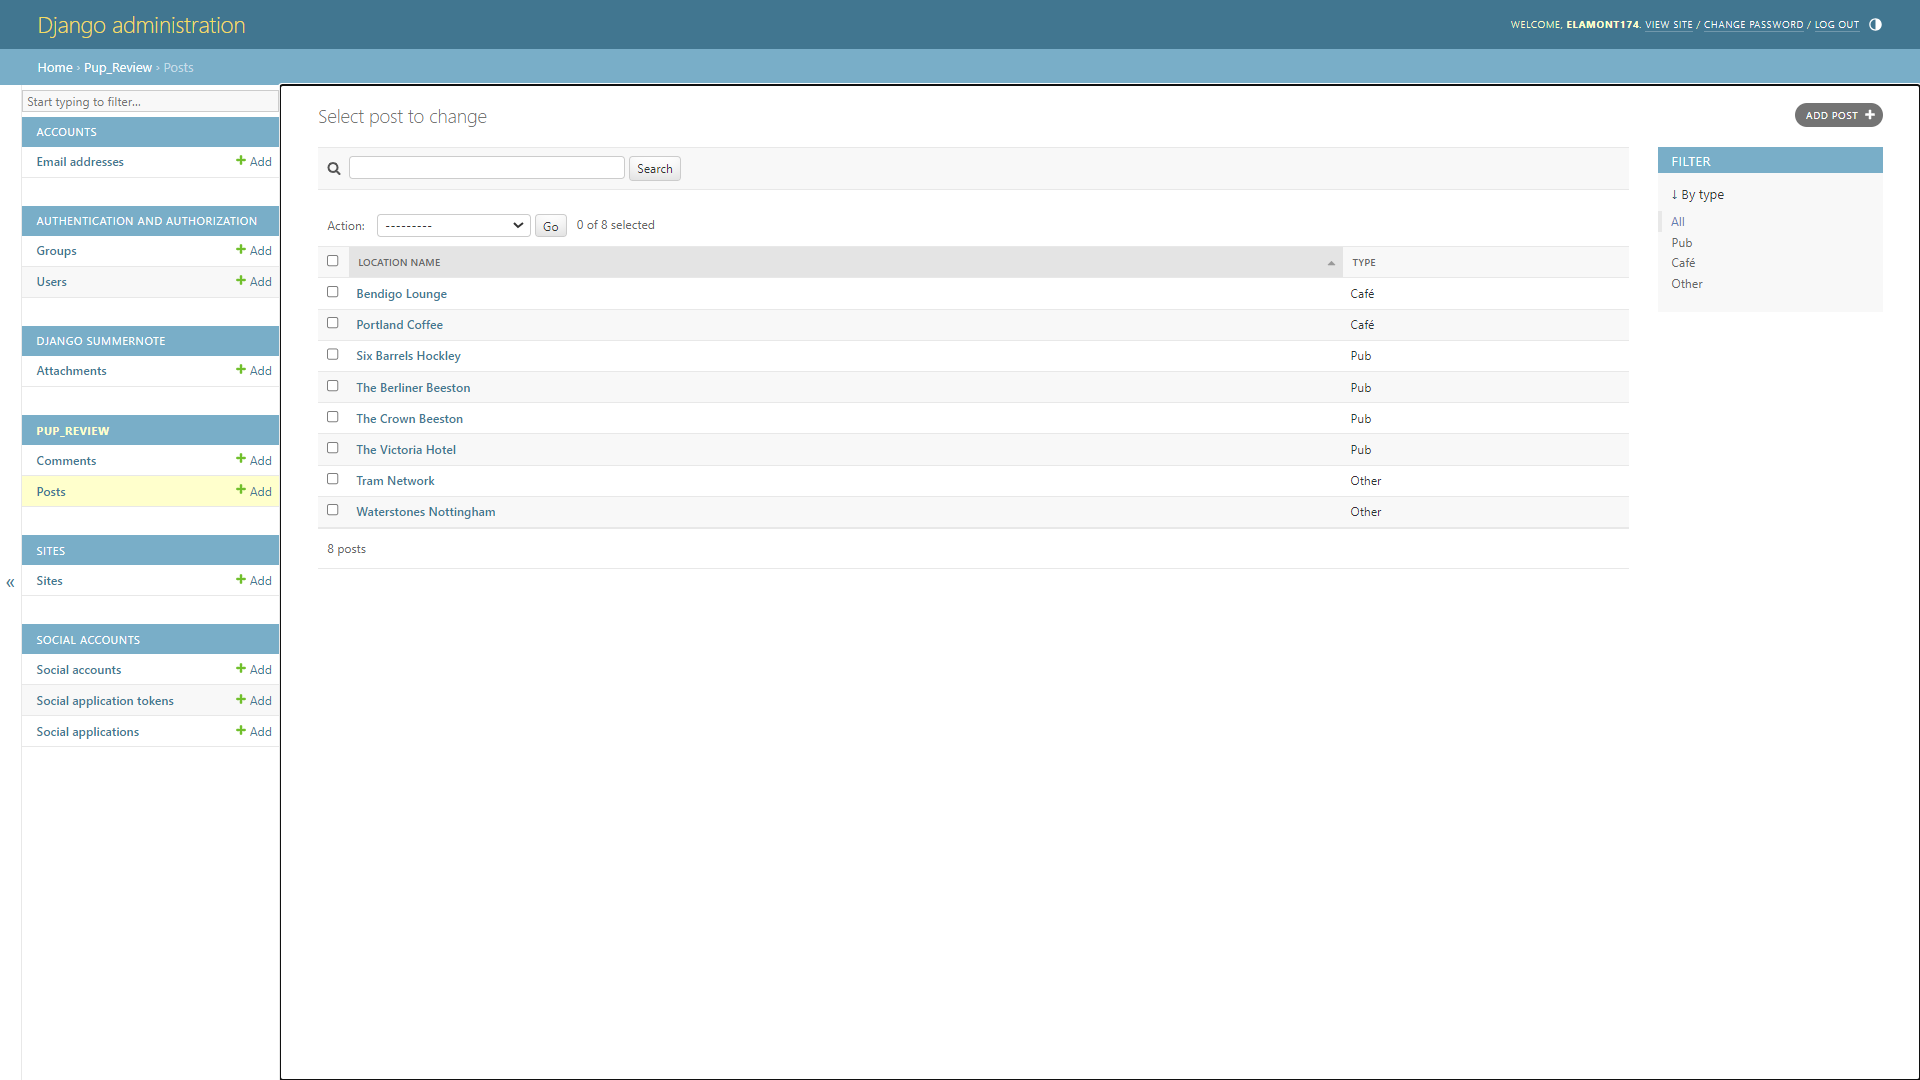 Django administration
WELCOME, ELAMONT174. VIEW SITE / CHANGE PASSWORD / LOG OUT
Home › Pup_Review › Posts
Start typing to filter...
ACCOUNTS
Email addresses + Add
AUTHENTICATION AND AUTHORIZATION
Groups + Add
Users + Add
DJANGO SUMMERNOTE
Attachments + Add
PUP_REVIEW
Comments + Add
Posts + Add
SITES
Sites + Add
SOCIAL ACCOUNTS
Social accounts + Add
Social application tokens + Add
Social applications + Add
«
Select post to change
ADD POST +
Search
Action: --------- Go 0 of 8 selected
LOCATION NAME TYPE
Bendigo Lounge Café
Portland Coffee Café
Six Barrels Hockley Pub
The Berliner Beeston Pub
The Crown Beeston Pub
The Victoria Hotel Pub
Tram Network Other
Waterstones Nottingham Other
8 posts
FILTER
↓ By type
All
Pub
Café
Other